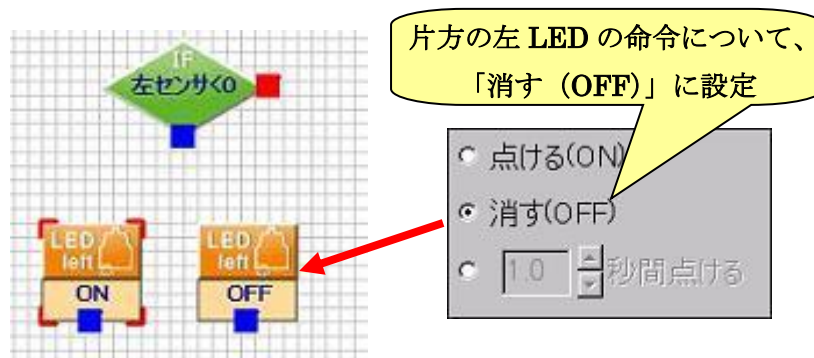 IF
左センサ<0
LED
left
ON
LED
left
OFF
片方の左 LED の命令について、
「消す（OFF）」に設定
点ける(ON)
消す(OFF)
1.0 秒間点ける